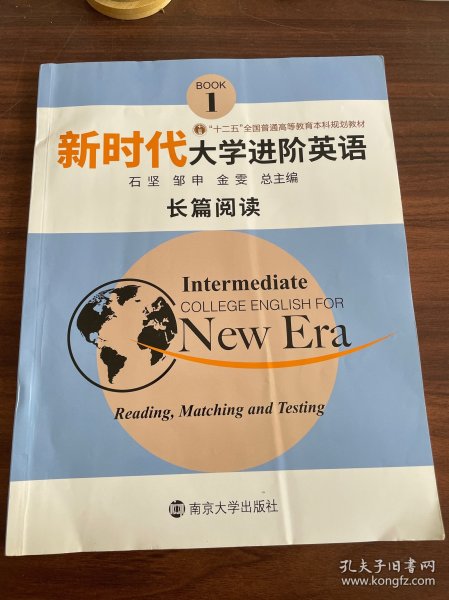 BOOK
1
"十二五"全国普通高等教育本科规划教材
新时代大学进阶英语
石坚 邹申 金雯 总主编
长篇阅读
Intermediate
COLLEGE ENGLISH FOR
New Era
Reading, Matching and Testing
南京大学出版社
孔夫子旧书网
www.kongfz.com